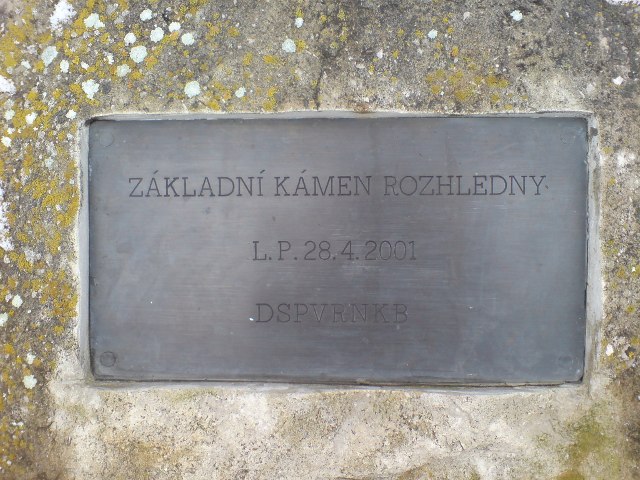 ZÁKLADNÍ KÁMEN ROZHLEDNY
L. P. 28.4.2001
DSPVRNKB